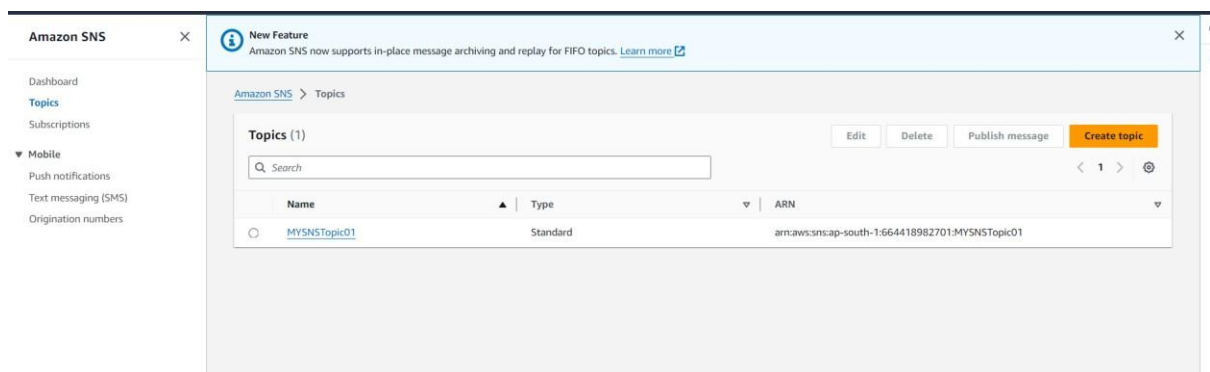 Amazon SNS
Dashboard
Topics
Subscriptions
Mobile
Push notifications
Text messaging (SMS)
Origination numbers
New Feature
Amazon SNS now supports in-place message archiving and replay for FIFO topics. Learn more
Amazon SNS > Topics
Topics (1)
Edit Delete Publish message Create topic
Search
< 1 >
Name Type ARN
MYSNSTopic01 Standard arn:aws:sns:ap-south-1:664418982701:MYSNSTopic01